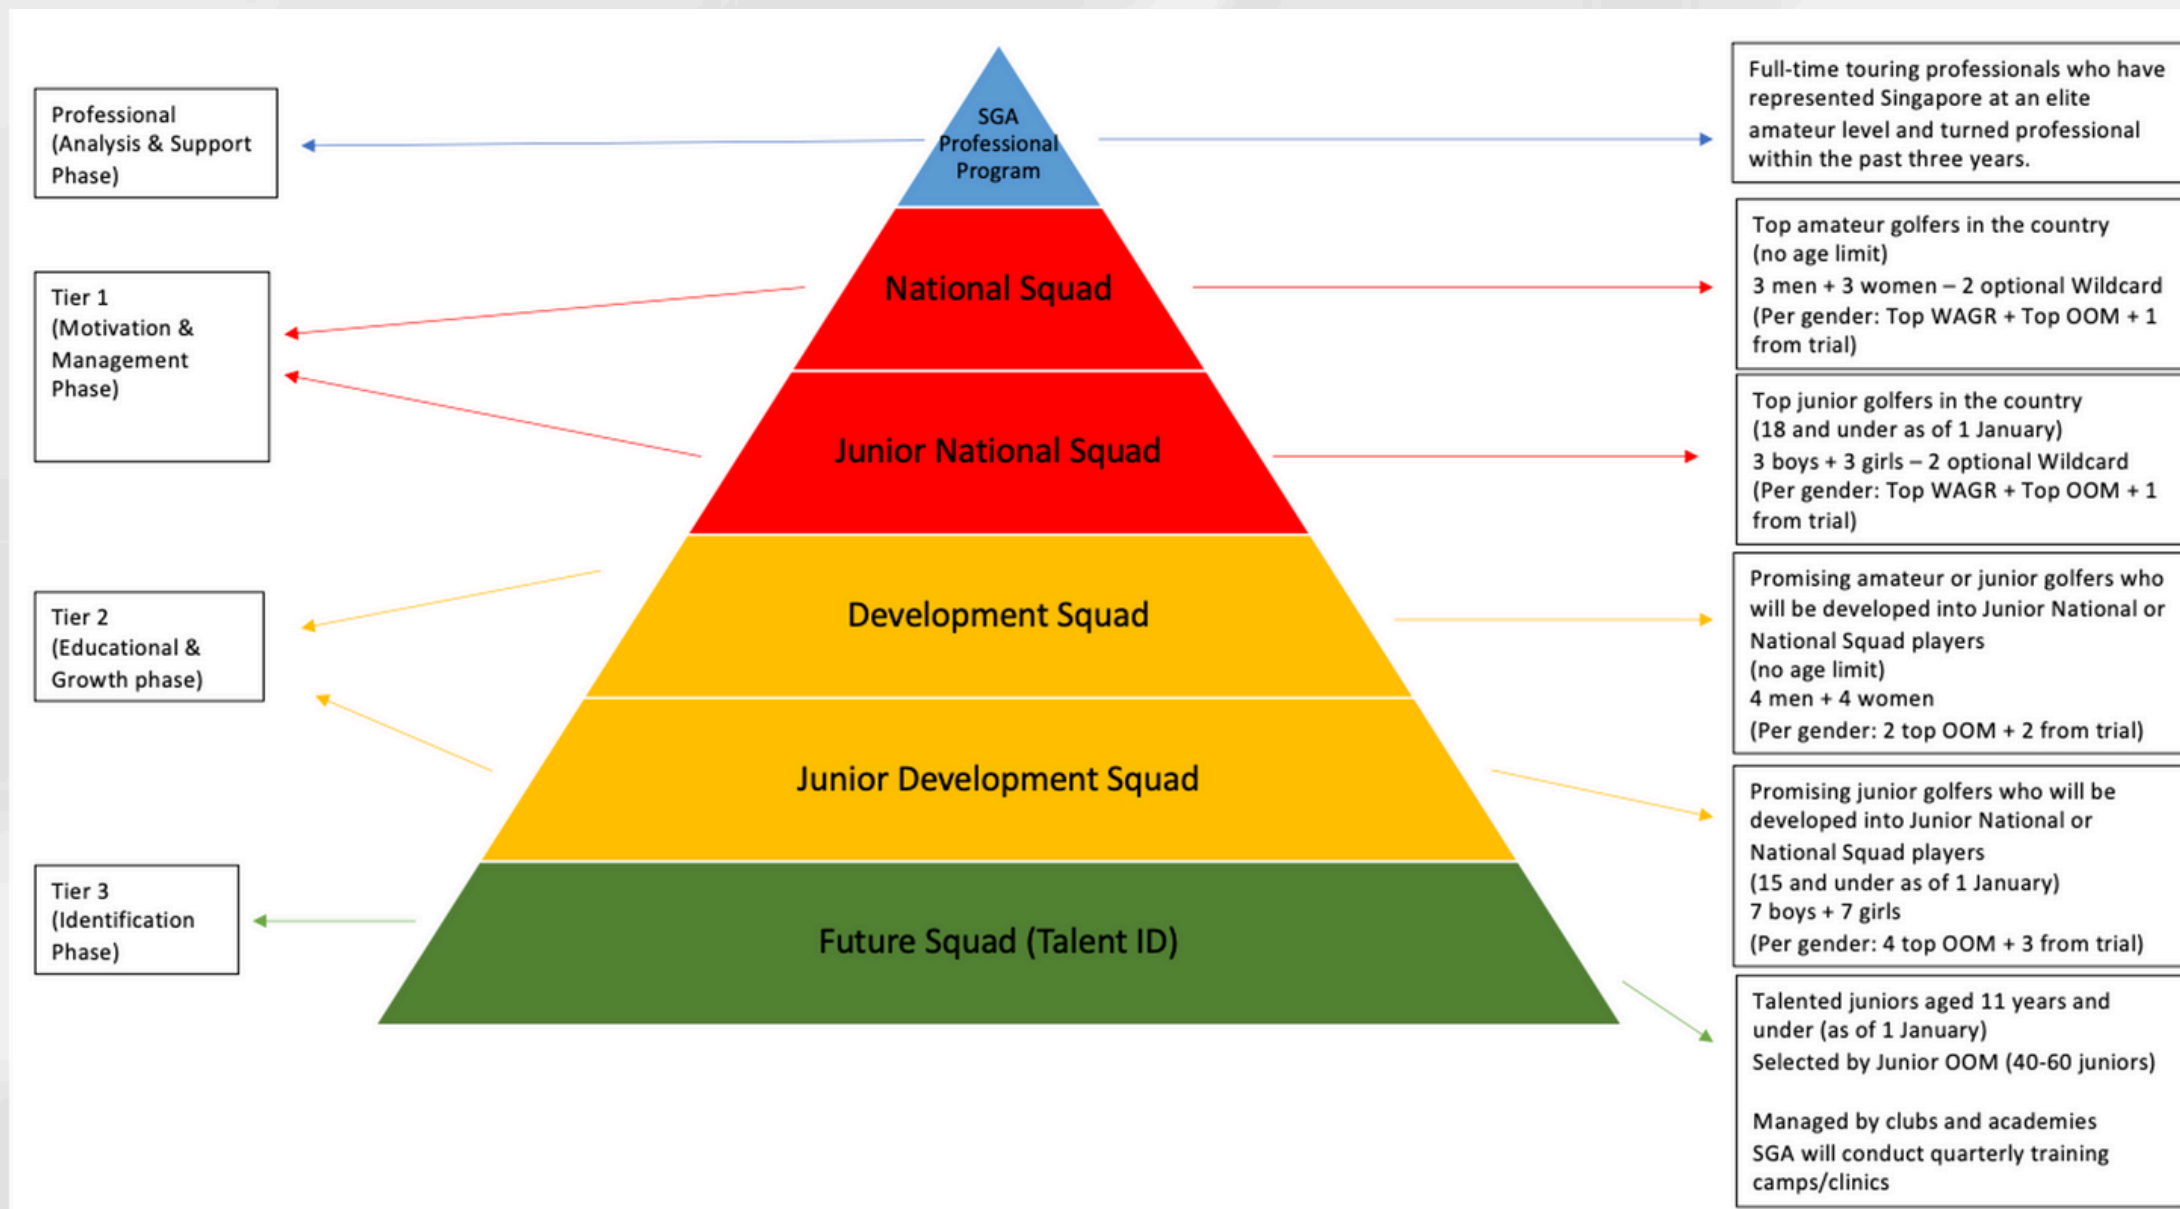 Professional
(Analysis & Support
Phase)
Tier 1
(Motivation &
Management
Phase)
Tier 2
(Educational &
Growth phase)
Tier 3
(Identification
Phase)
SGA
Professional
Program
National Squad
Junior National Squad
Development Squad
Junior Development Squad
Future Squad (Talent ID)
Full-time touring professionals who have
represented Singapore at an elite
amateur level and turned professional
within the past three years.
Top amateur golfers in the country
(no age limit)
3 men + 3 women – 2 optional Wildcard
(Per gender: Top WAGR + Top OOM + 1
from trial)
Top junior golfers in the country
(18 and under as of 1 January)
3 boys + 3 girls – 2 optional Wildcard
(Per gender: Top WAGR + Top OOM + 1
from trial)
Promising amateur or junior golfers who
will be developed into Junior National or
National Squad players
(no age limit)
4 men + 4 women
(Per gender: 2 top OOM + 2 from trial)
Promising junior golfers who will be
developed into Junior National or
National Squad players
(15 and under as of 1 January)
7 boys + 7 girls
(Per gender: 4 top OOM + 3 from trial)
Talented juniors aged 11 years and
under (as of 1 January)
Selected by Junior OOM (40-60 juniors)
Managed by clubs and academies
SGA will conduct quarterly training
camps/clinics